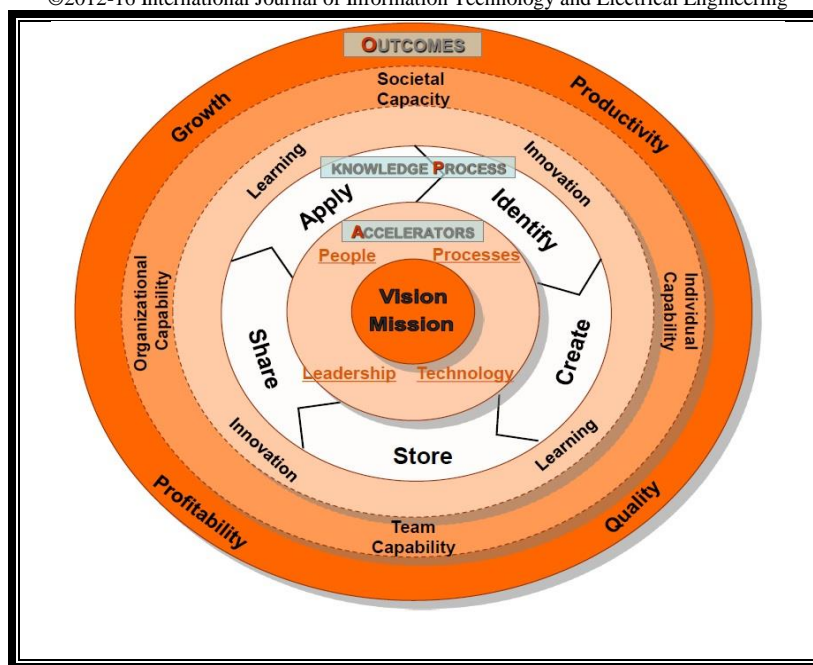 ©2012-16 International Journal of Information Technology and Electrical Engineering
OUTCOMES
Growth
Societal
Capacity
Productivity
Learning
Innovation
KNOWLEDGE PROCESS
Apply
Identify
ACCELERATORS
People
Processes
Organizational
Capability
Vision
Mission
Individual
Capability
Share
Create
Leadership
Technology
Innovation
Store
Learning
Profitability
Team
Capability
Quality